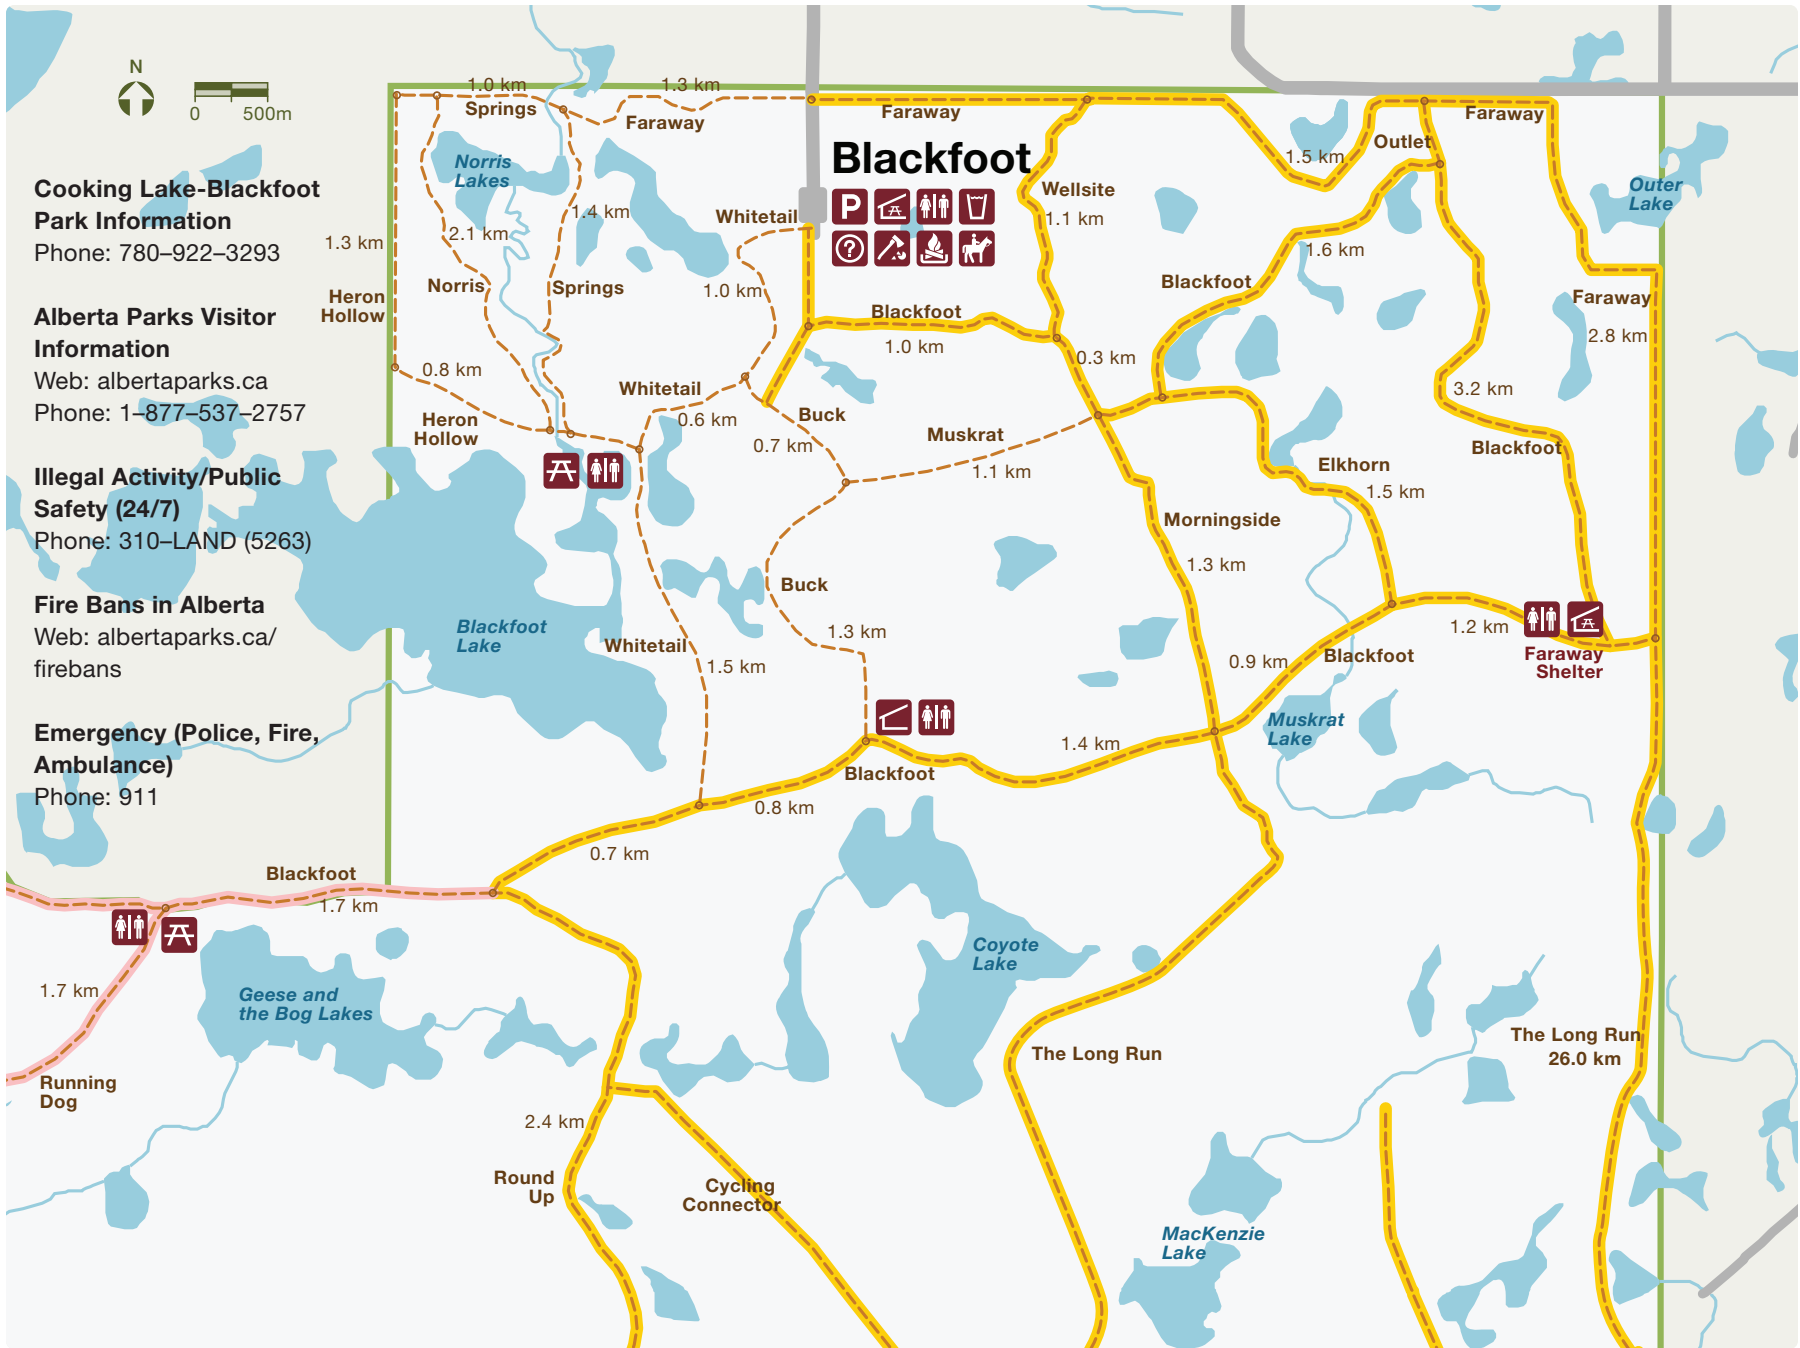 N
0 500m
Cooking Lake-Blackfoot
Park Information
Phone: 780–922–3293
Alberta Parks Visitor
Information
Web: albertaparks.ca
Phone: 1–877–537–2757
Illegal Activity/Public
Safety (24/7)
Phone: 310–LAND (5263)
Fire Bans in Alberta
Web: albertaparks.ca/
firebans
Emergency (Police, Fire,
Ambulance)
Phone: 911
1.0 km
Springs
1.3 km
Faraway
Faraway
Faraway
Outlet
1.5 km
Blackfoot
P
?
Norris
Lakes
Wellsite
1.1 km
Outer
Lake
1.4 km
Whitetail
2.1 km
1.3 km
1.6 km
Blackfoot
Norris
Springs
1.0 km
Heron
Hollow
Faraway
2.8 km
Blackfoot
1.0 km
0.3 km
0.8 km
Whitetail
0.6 km
3.2 km
Heron
Hollow
Buck
0.7 km
Muskrat
1.1 km
Blackfoot
Elkhorn
1.5 km
Morningside
1.3 km
Buck
1.3 km
Blackfoot
Lake
Whitetail
1.5 km
1.2 km
0.9 km
Blackfoot
Faraway
Shelter
Muskrat
Lake
1.4 km
Blackfoot
0.8 km
0.7 km
Blackfoot
1.7 km
Coyote
Lake
1.7 km
Geese and
the Bog Lakes
The Long Run
The Long Run
26.0 km
Running
Dog
2.4 km
Round
Up
Cycling
Connector
MacKenzie
Lake